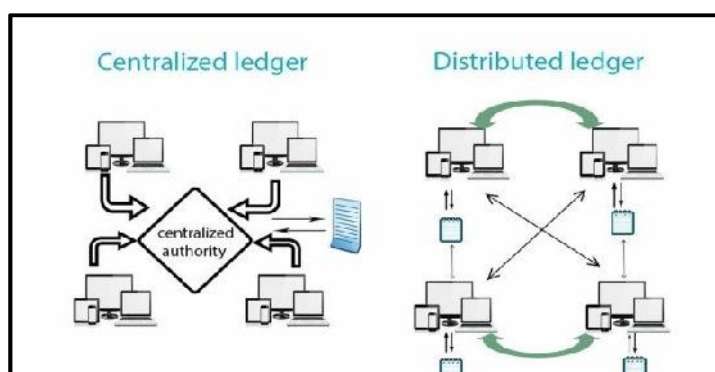 Centralized ledger
Distributed ledger
centralized
authority